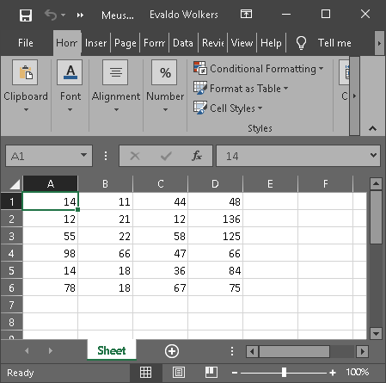 Meus... Evaldo Wolkers
File Hom Inser Page Form Data Revie View Help Tell me
Clipboard Font Alignment Number
Conditional Formatting
Format as Table
Cell Styles
Styles
A1 fx 14
A B C D E F
1 14 11 44 48
2 12 21 12 136
3 55 22 58 125
4 98 66 47 66
5 14 18 36 84
6 78 18 67 75
7
8
Sheet
Ready 100%